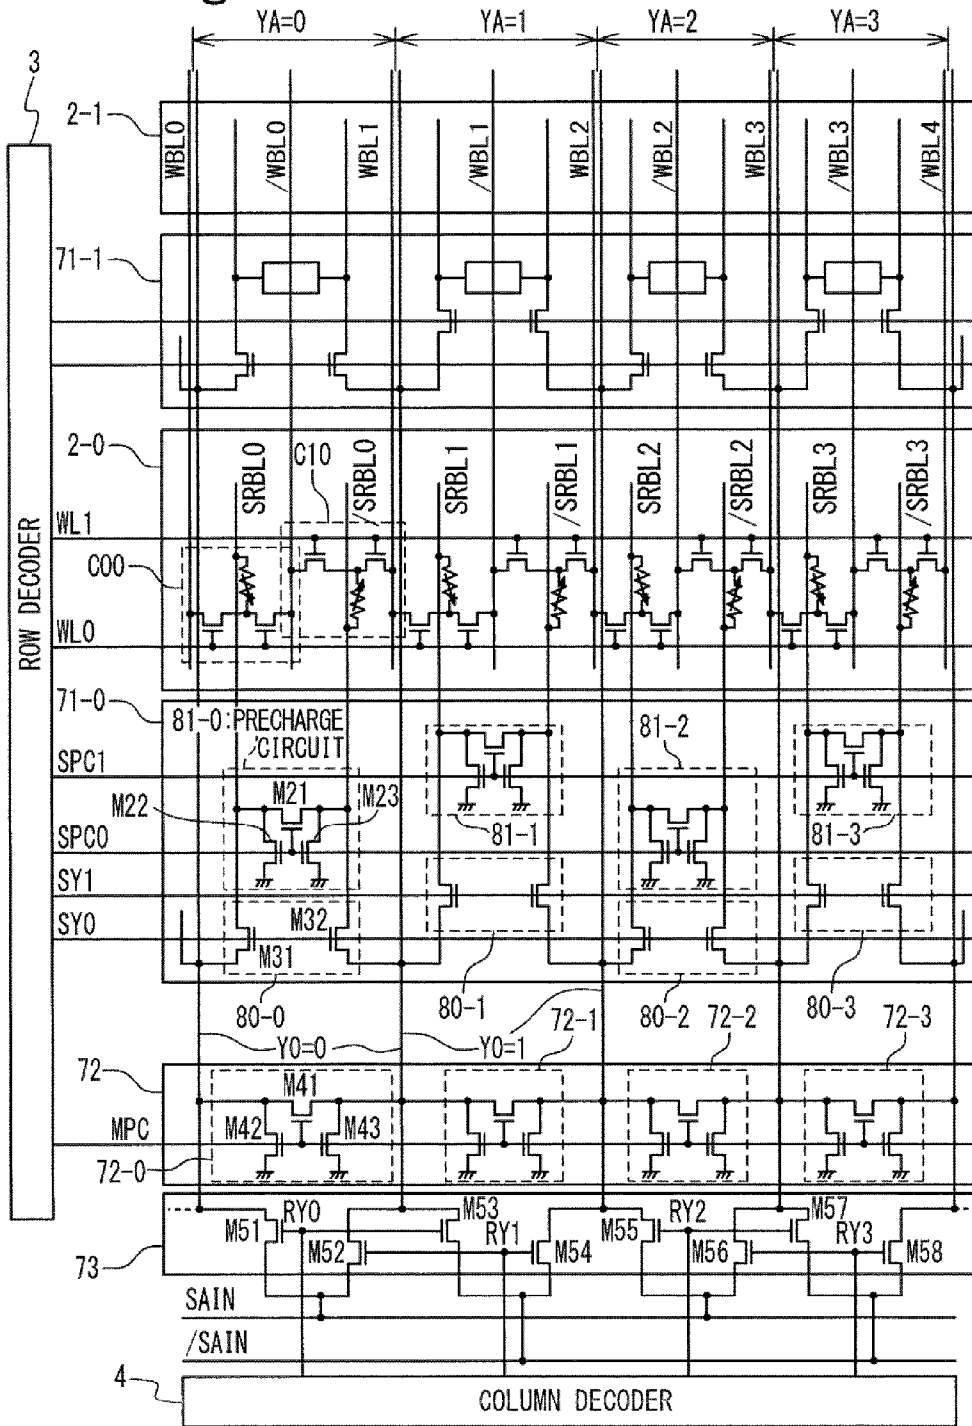 YA=0 YA=1 YA=2 YA=3
3
2-1
WBL0 /WBL0 WBL1 /WBL1 WBL2 /WBL2 WBL3 /WBL3 /WBL4
71-1
2-0
SRBL0 C10 /SRBL0 SRBL1 /SRBL1 SRBL2 /SRBL2 SRBL3 /SRBL3
WL1
C00
ROW DECODER
WL0
71-0
81-0:PRECHARGE CIRCUIT
81-2
SPC1
M22 M21 M23
81-1 81-3
SPC0
SY1
SY0
M32
M31
80-0 80-1 80-2 80-3
72-1 72-2 72-3
Y0=0 Y0=1
72
M41
MPC
M42 M43
72-0
M51 RY0 M53 M55 RY2 M57
M52 RY1 M54 M56 RY3 M58
73
SAIN
/SAIN
4
COLUMN DECODER